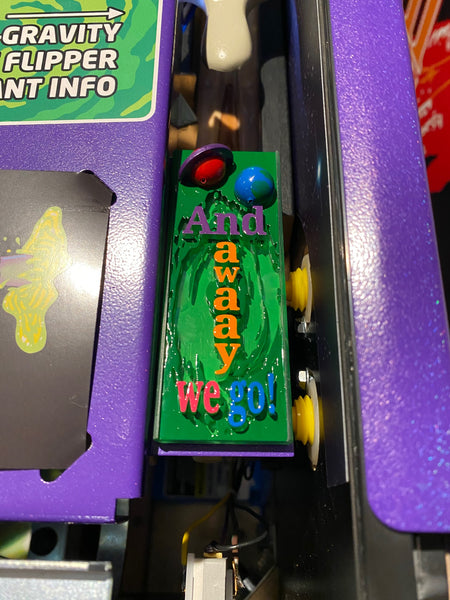 -GRAVITY
FLIPPER
ANT INFO
And
awaaay
we go!